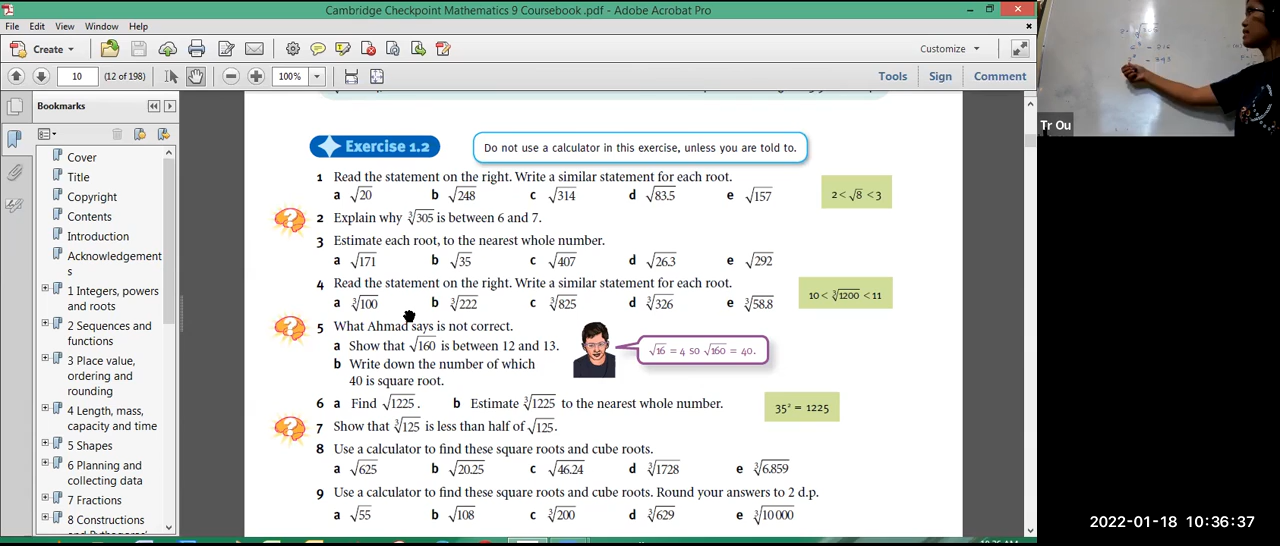 Cambridge Checkpoint Mathematics 9 Coursebook .pdf - Adobe Acrobat Pro
File Edit View Window Help
Create Customize
10 (12 of 198) 100% Tools Sign Comment
Bookmarks
Cover
Title
Copyright
Contents
Introduction
Acknowledgement
s
1 Integers, powers
and roots
2 Sequences and
functions
3 Place value,
ordering and
rounding
4 Length, mass,
capacity and time
5 Shapes
6 Planning and
collecting data
7 Fractions
8 Constructions
Exercise 1.2
Do not use a calculator in this exercise, unless you are told to.
1 Read the statement on the right. Write a similar statement for each root.
a √20 b √248 c √314 d √83.5 e √157
2 < √8 < 3
2 Explain why ∛305 is between 6 and 7.
3 Estimate each root, to the nearest whole number.
a √171 b √35 c √407 d √26.3 e √292
4 Read the statement on the right. Write a similar statement for each root.
a ∛100 b ∛222 c ∛825 d ∛326 e ∛58.8
10 < ∛1200 < 11
5 What Ahmad says is not correct.
a Show that √160 is between 12 and 13.
b Write down the number of which
40 is square root.
√16 = 4 so √160 = 40.
6 a Find √1225. b Estimate ∛1225 to the nearest whole number.
35² = 1225
7 Show that ∛125 is less than half of √125.
8 Use a calculator to find these square roots and cube roots.
a √625 b √20.25 c √46.24 d ∛1728 e ∛6.859
9 Use a calculator to find these square roots and cube roots. Round your answers to 2 d.p.
a √55 b √108 c ∛200 d ∛629 e ∛10 000
Tr Ou
2022-01-18 10:36:37